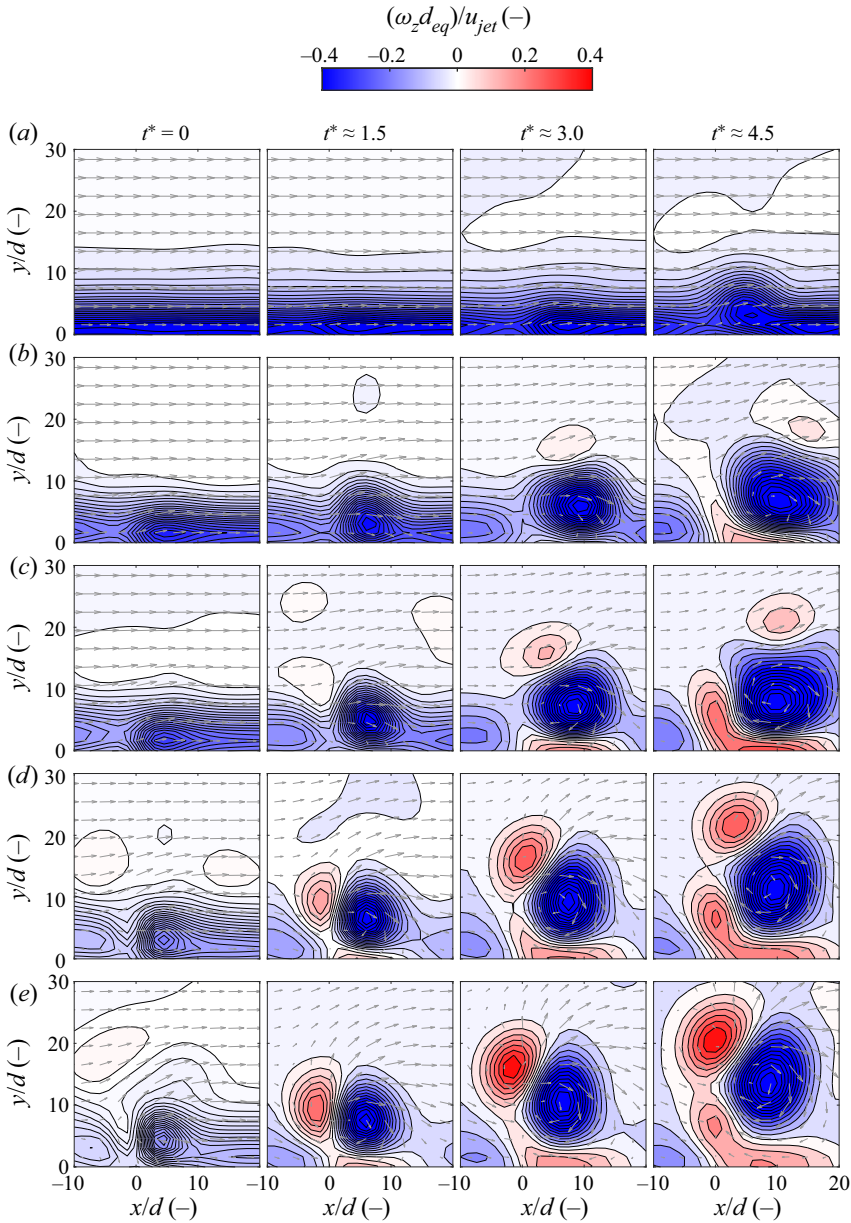 (ω_z d_eq)/u_jet (–)
−0.4 −0.2 0 0.2 0.4
(a) t* = 0 t* ≈ 1.5 t* ≈ 3.0 t* ≈ 4.5
30
20
y/d (–)
10
0
(b)
30
20
y/d (–)
10
0
(c)
30
20
y/d (–)
10
0
(d)
30
20
y/d (–)
10
0
(e)
30
20
y/d (–)
10
0
−10 0 10 −10 0 10 −10 0 10 −10 0 10 20
x/d (–) x/d (–) x/d (–) x/d (–)